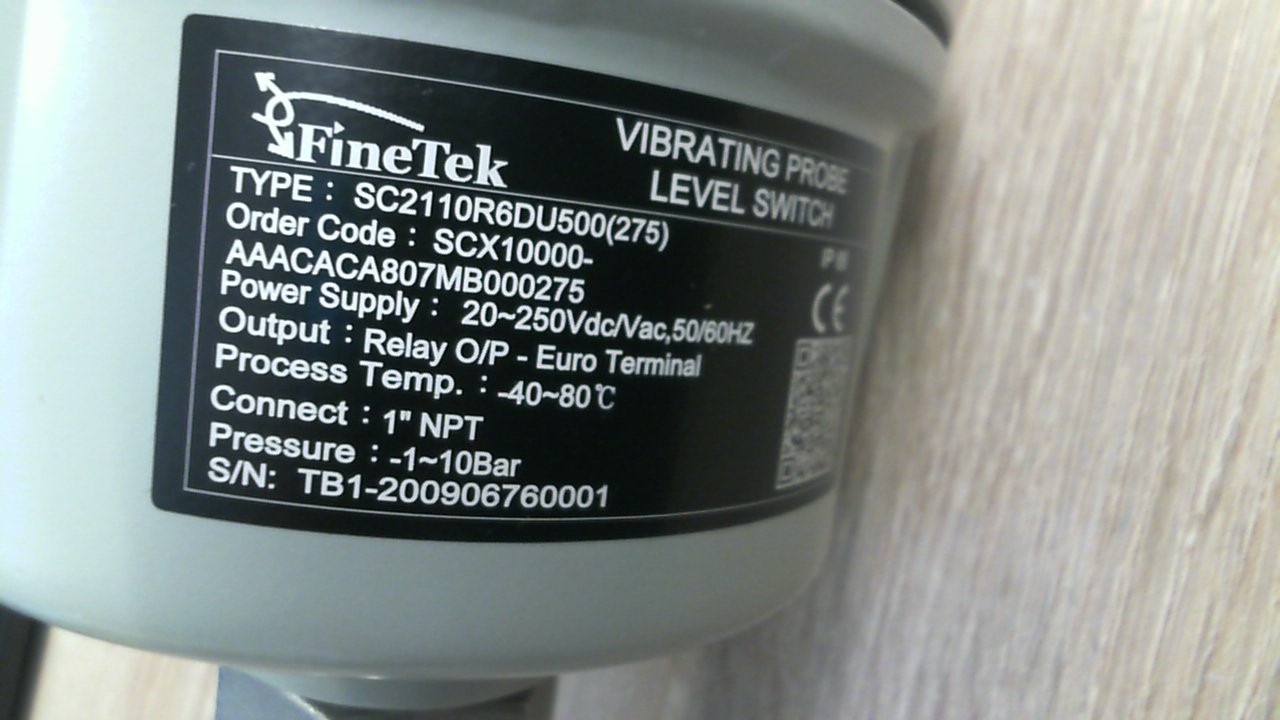 FineTek
VIBRATING PROBE
LEVEL SWITCH
TYPE : SC2110R6DU500(275)
Order Code : SCX10000-
AAACACA807MB000275
Power Supply : 20~250Vdc/Vac,50/60HZ
Output : Relay O/P - Euro Terminal
Process Temp. : -40~80℃
Connect : 1" NPT
Pressure : -1~10Bar
S/N: TB1-200906760001
CE